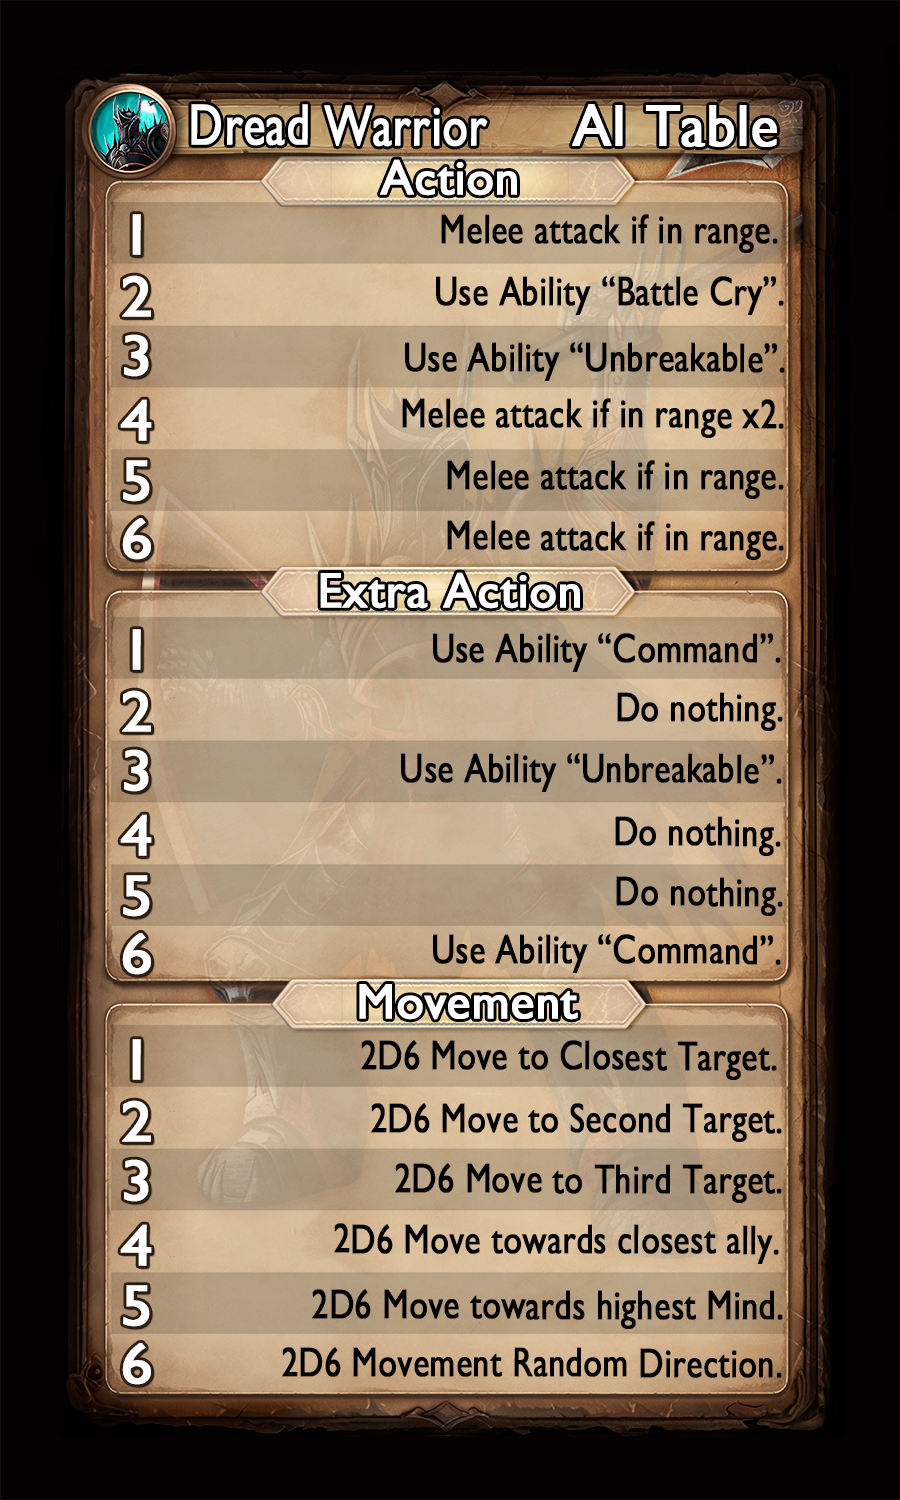 Dread Warrior AI Table
Action
1 Melee attack if in range.
2 Use Ability “Battle Cry”.
3 Use Ability “Unbreakable”.
4 Melee attack if in range x2.
5 Melee attack if in range.
6 Melee attack if in range.
Extra Action
1 Use Ability “Command”.
2 Do nothing.
3 Use Ability “Unbreakable”.
4 Do nothing.
5 Do nothing.
6 Use Ability “Command”.
Movement
1 2D6 Move to Closest Target.
2 2D6 Move to Second Target.
3 2D6 Move to Third Target.
4 2D6 Move towards closest ally.
5 2D6 Move towards highest Mind.
6 2D6 Movement Random Direction.